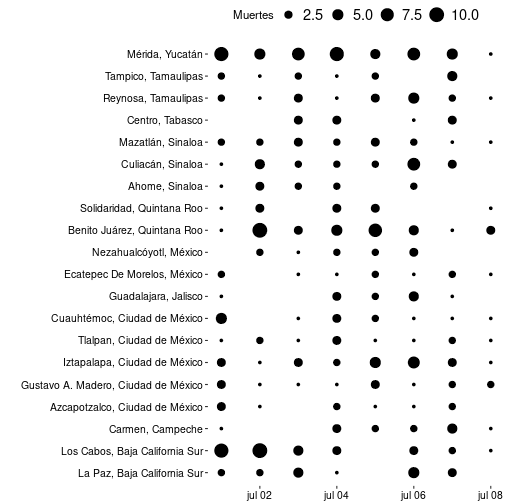 Muertes 2.5 5.0 7.5 10.0
Mérida, Yucatán
Tampico, Tamaulipas
Reynosa, Tamaulipas
Centro, Tabasco
Mazatlán, Sinaloa
Culiacán, Sinaloa
Ahome, Sinaloa
Solidaridad, Quintana Roo
Benito Juárez, Quintana Roo
Nezahualcóyotl, México
Ecatepec De Morelos, México
Guadalajara, Jalisco
Cuauhtémoc, Ciudad de México
Tlalpan, Ciudad de México
Iztapalapa, Ciudad de México
Gustavo A. Madero, Ciudad de México
Azcapotzalco, Ciudad de México
Carmen, Campeche
Los Cabos, Baja California Sur
La Paz, Baja California Sur
jul 02 jul 04 jul 06 jul 08